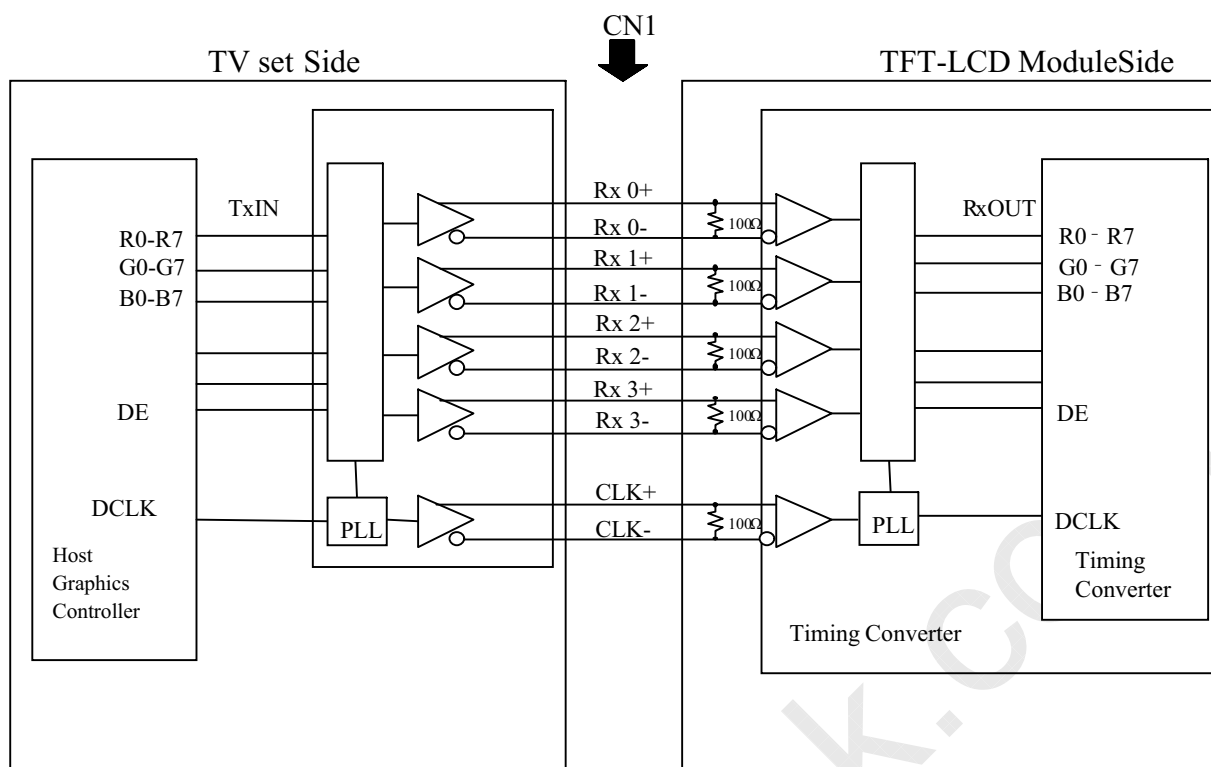 CN1
TV set Side
TFT-LCD ModuleSide
TxIN
R0-R7
G0-G7
B0-B7
DE
DCLK
Host
Graphics
Controller
PLL
Rx 0+
Rx 0-
Rx 1+
Rx 1-
Rx 2+
Rx 2-
Rx 3+
Rx 3-
CLK+
CLK-
100Ω
100Ω
100Ω
100Ω
100Ω
PLL
RxOUT
R0 - R7
G0 - G7
B0 - B7
DE
DCLK
Timing
Converter
Timing Converter
k.co